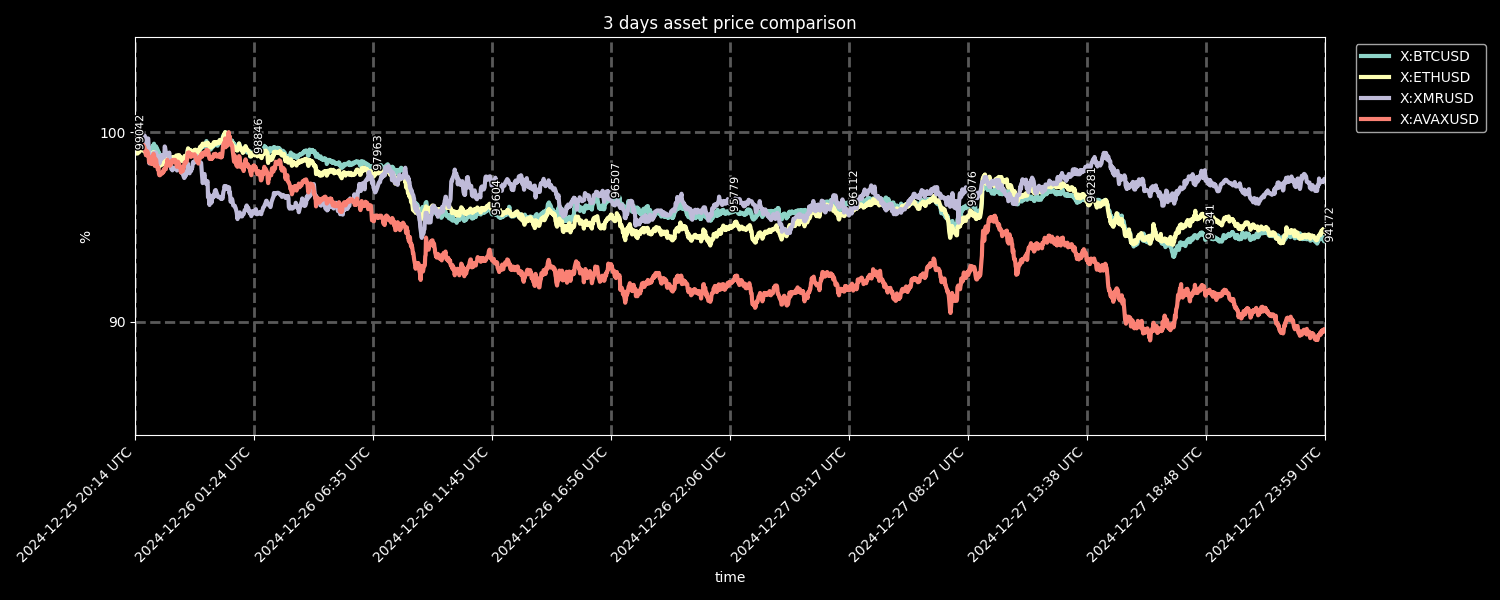 3 days asset price comparison
X:BTCUSD
X:ETHUSD
X:XMRUSD
X:AVAXUSD
100
90
%
99042
98846
97963
95604
96507
95779
96112
96076
96281
94341
94172
2024-12-25 20:14 UTC
2024-12-26 01:24 UTC
2024-12-26 06:35 UTC
2024-12-26 11:45 UTC
2024-12-26 16:56 UTC
2024-12-26 22:06 UTC
2024-12-27 03:17 UTC
2024-12-27 08:27 UTC
2024-12-27 13:38 UTC
2024-12-27 18:48 UTC
2024-12-27 23:59 UTC
time